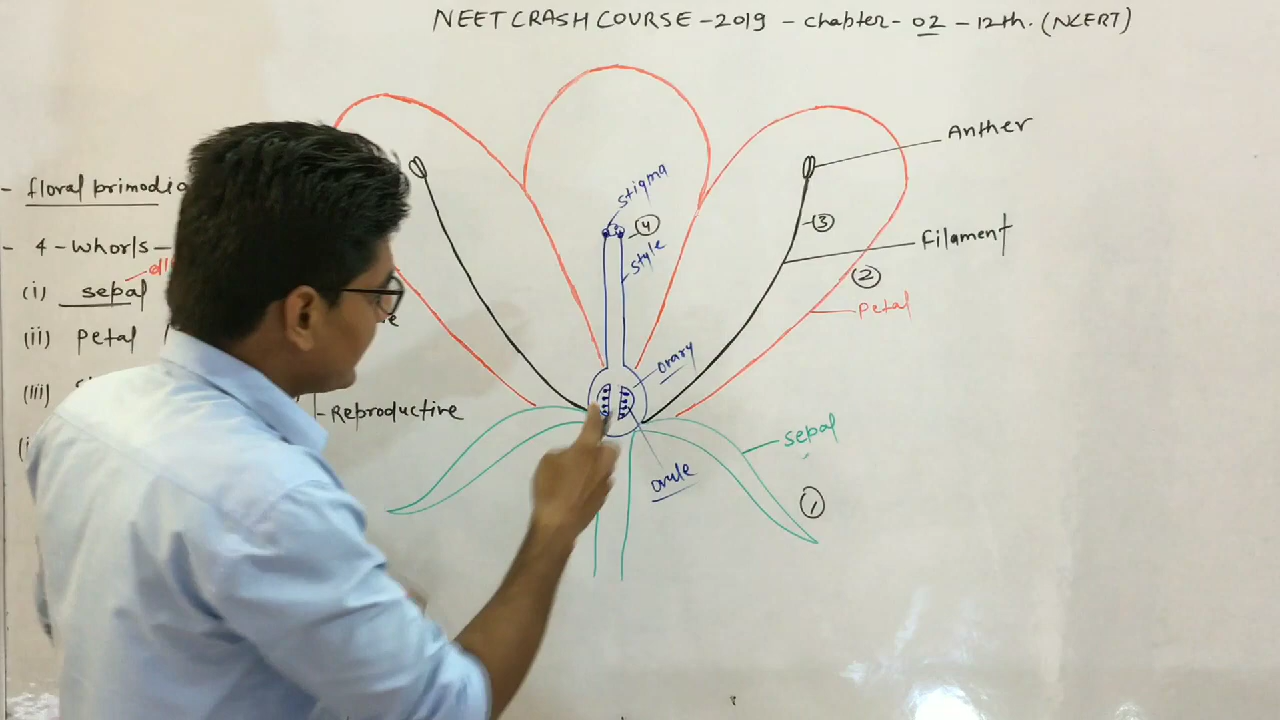 NEET CRASH COURSE - 2019 - chapter - 02 - 12th. (NCERT)
- floral primodia
- 4 - whorls -
(i) sepal
(ii) petal
(iii)
- Reproductive
Anther
③
Filament
②
Petal
stigma
④
style
ovary
ovule
sepal
①